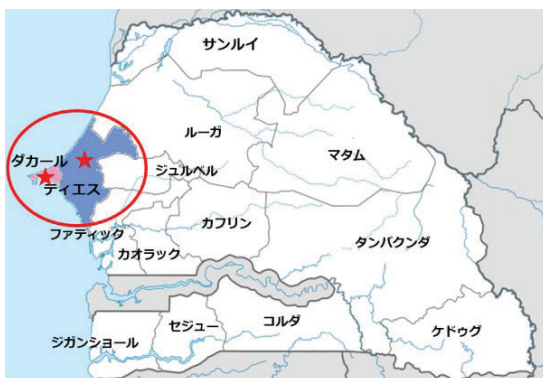 サンルイ
ルーガ
マタム
ダカール
ティエス
ジュルベル
ファティック
カフリン
カオラック
タンバクンダ
ジガンショール
セジュー
コルダ
ケドゥグ